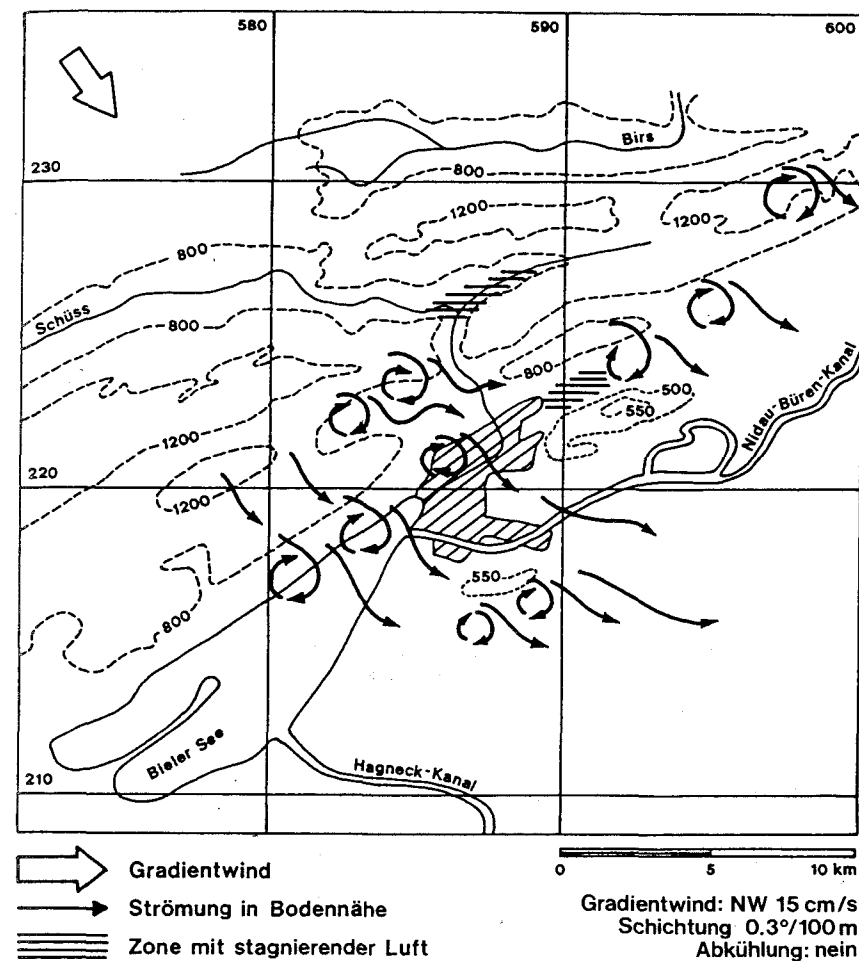 580
590
600
Birs
230
800
1200
1200
800
Schüss
800
800
500
550
Nidau-Büren-Kanal
1200
220
1200
550
800
Bieler See
210
Hagneck-Kanal
Gradientwind
0 5 10 km
Strömung in Bodennähe
Gradientwind: NW 15 cm/s
Schichtung 0.3°/100 m
Zone mit stagnierender Luft
Abkühlung: nein